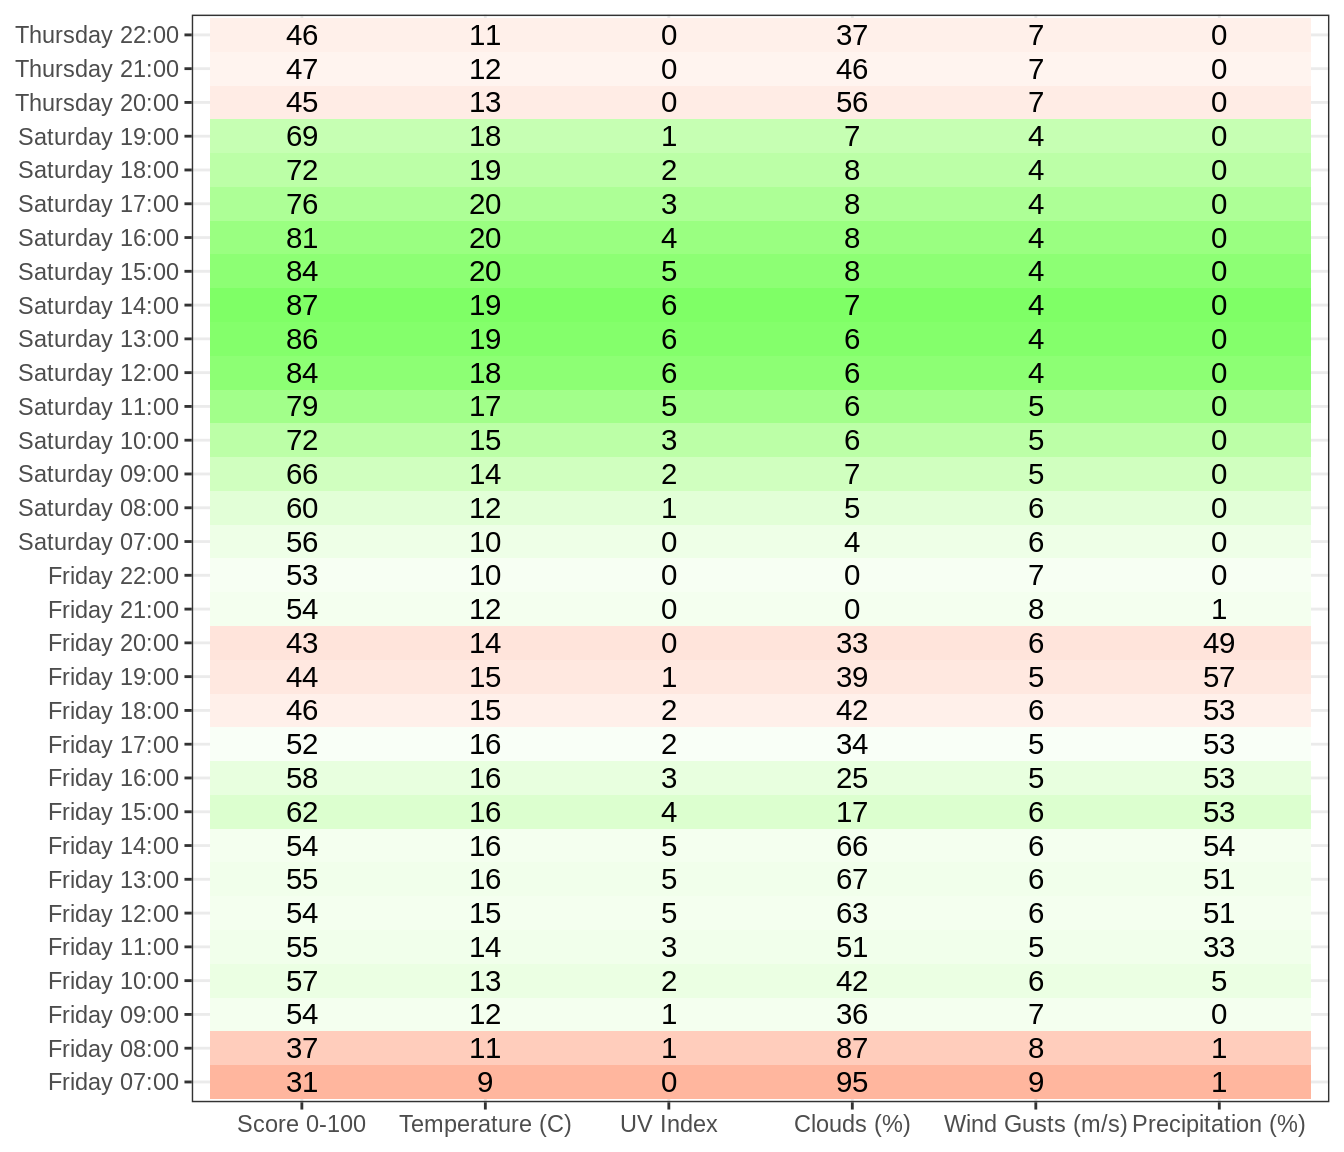 Thursday 22:00 46 11 0 37 7 0
Thursday 21:00 47 12 0 46 7 0
Thursday 20:00 45 13 0 56 7 0
Saturday 19:00 69 18 1 7 4 0
Saturday 18:00 72 19 2 8 4 0
Saturday 17:00 76 20 3 8 4 0
Saturday 16:00 81 20 4 8 4 0
Saturday 15:00 84 20 5 8 4 0
Saturday 14:00 87 19 6 7 4 0
Saturday 13:00 86 19 6 6 4 0
Saturday 12:00 84 18 6 6 4 0
Saturday 11:00 79 17 5 6 5 0
Saturday 10:00 72 15 3 6 5 0
Saturday 09:00 66 14 2 7 5 0
Saturday 08:00 60 12 1 5 6 0
Saturday 07:00 56 10 0 4 6 0
Friday 22:00 53 10 0 0 7 0
Friday 21:00 54 12 0 0 8 1
Friday 20:00 43 14 0 33 6 49
Friday 19:00 44 15 1 39 5 57
Friday 18:00 46 15 2 42 6 53
Friday 17:00 52 16 2 34 5 53
Friday 16:00 58 16 3 25 5 53
Friday 15:00 62 16 4 17 6 53
Friday 14:00 54 16 5 66 6 54
Friday 13:00 55 16 5 67 6 51
Friday 12:00 54 15 5 63 6 51
Friday 11:00 55 14 3 51 5 33
Friday 10:00 57 13 2 42 6 5
Friday 09:00 54 12 1 36 7 0
Friday 08:00 37 11 1 87 8 1
Friday 07:00 31 9 0 95 9 1
Score 0-100 Temperature (C) UV Index Clouds (%) Wind Gusts (m/s) Precipitation (%)